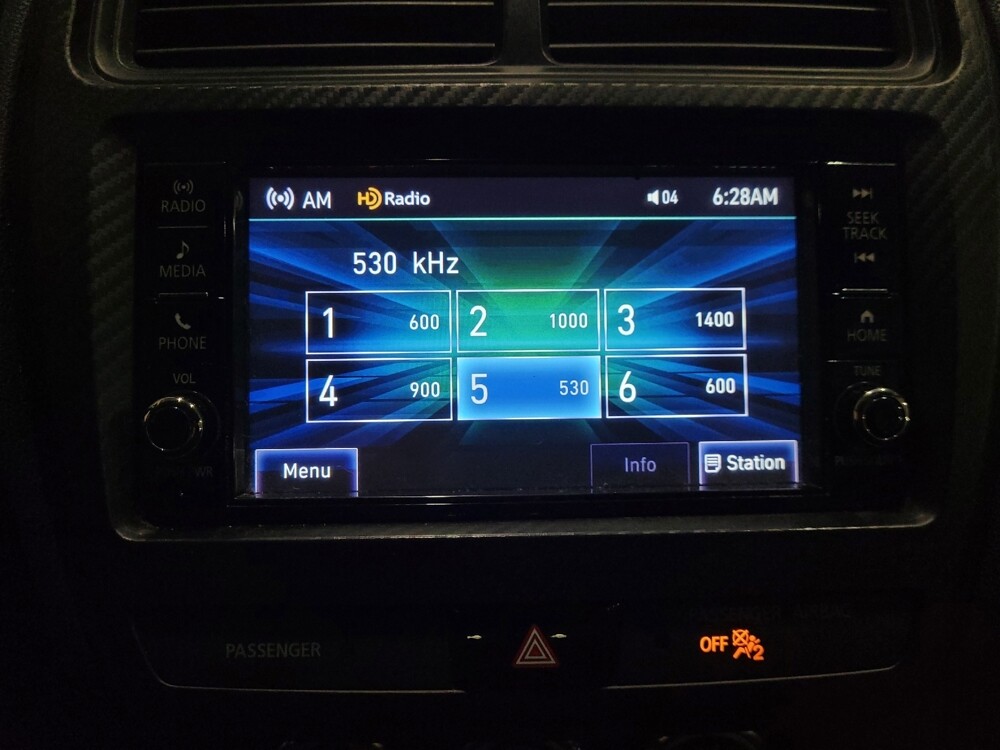 RADIO
MEDIA
PHONE
VOL
AM HD Radio 04 6:28AM
530 kHz
1 600 2 1000 3 1400
4 900 5 530 6 600
Menu Info Station
SEEK
TRACK
HOME
TUNE
PASSENGER
OFF 2